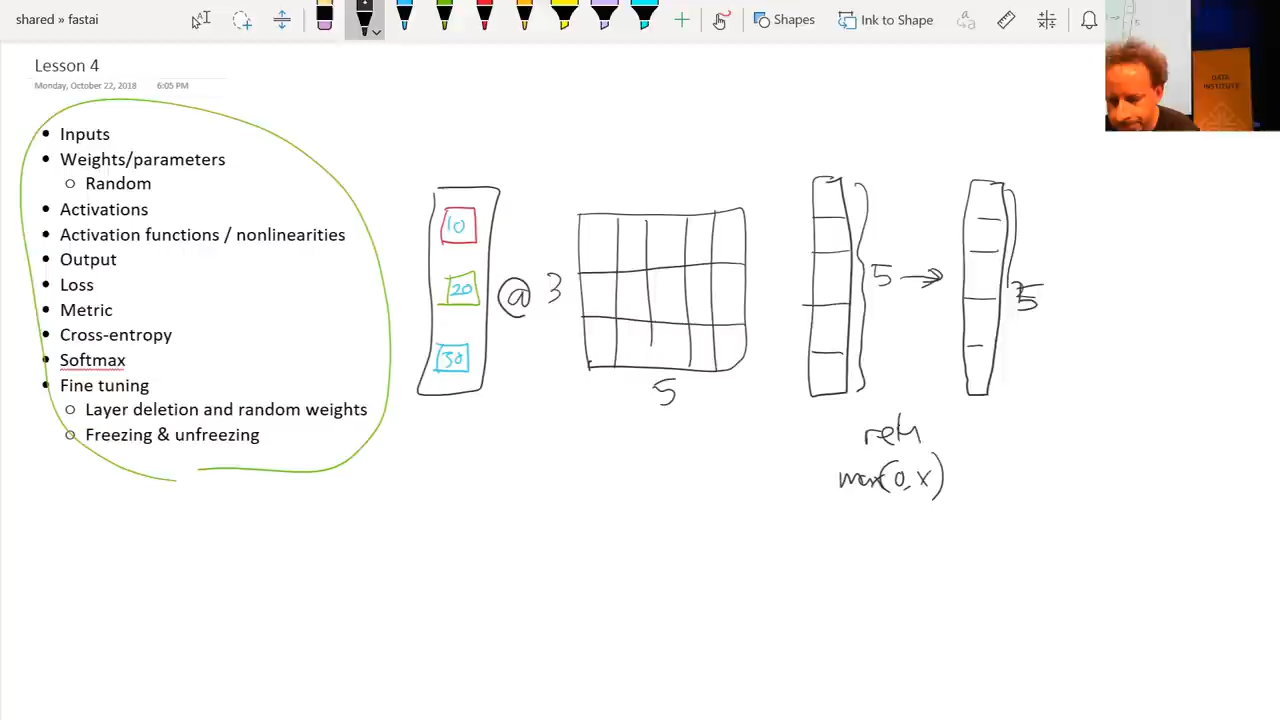 shared » fastai
Shapes
Ink to Shape
Lesson 4
Monday, October 22, 2018 6:05 PM
• Inputs
• Weights/parameters
○ Random
• Activations
• Activation functions / nonlinearities
• Output
• Loss
• Metric
• Cross-entropy
• Softmax
• Fine tuning
○ Layer deletion and random weights
○ Freezing & unfreezing
10
20
30
@ 3
5
5 →
5
relu
max(0,x)
DATA
INSTITUTE